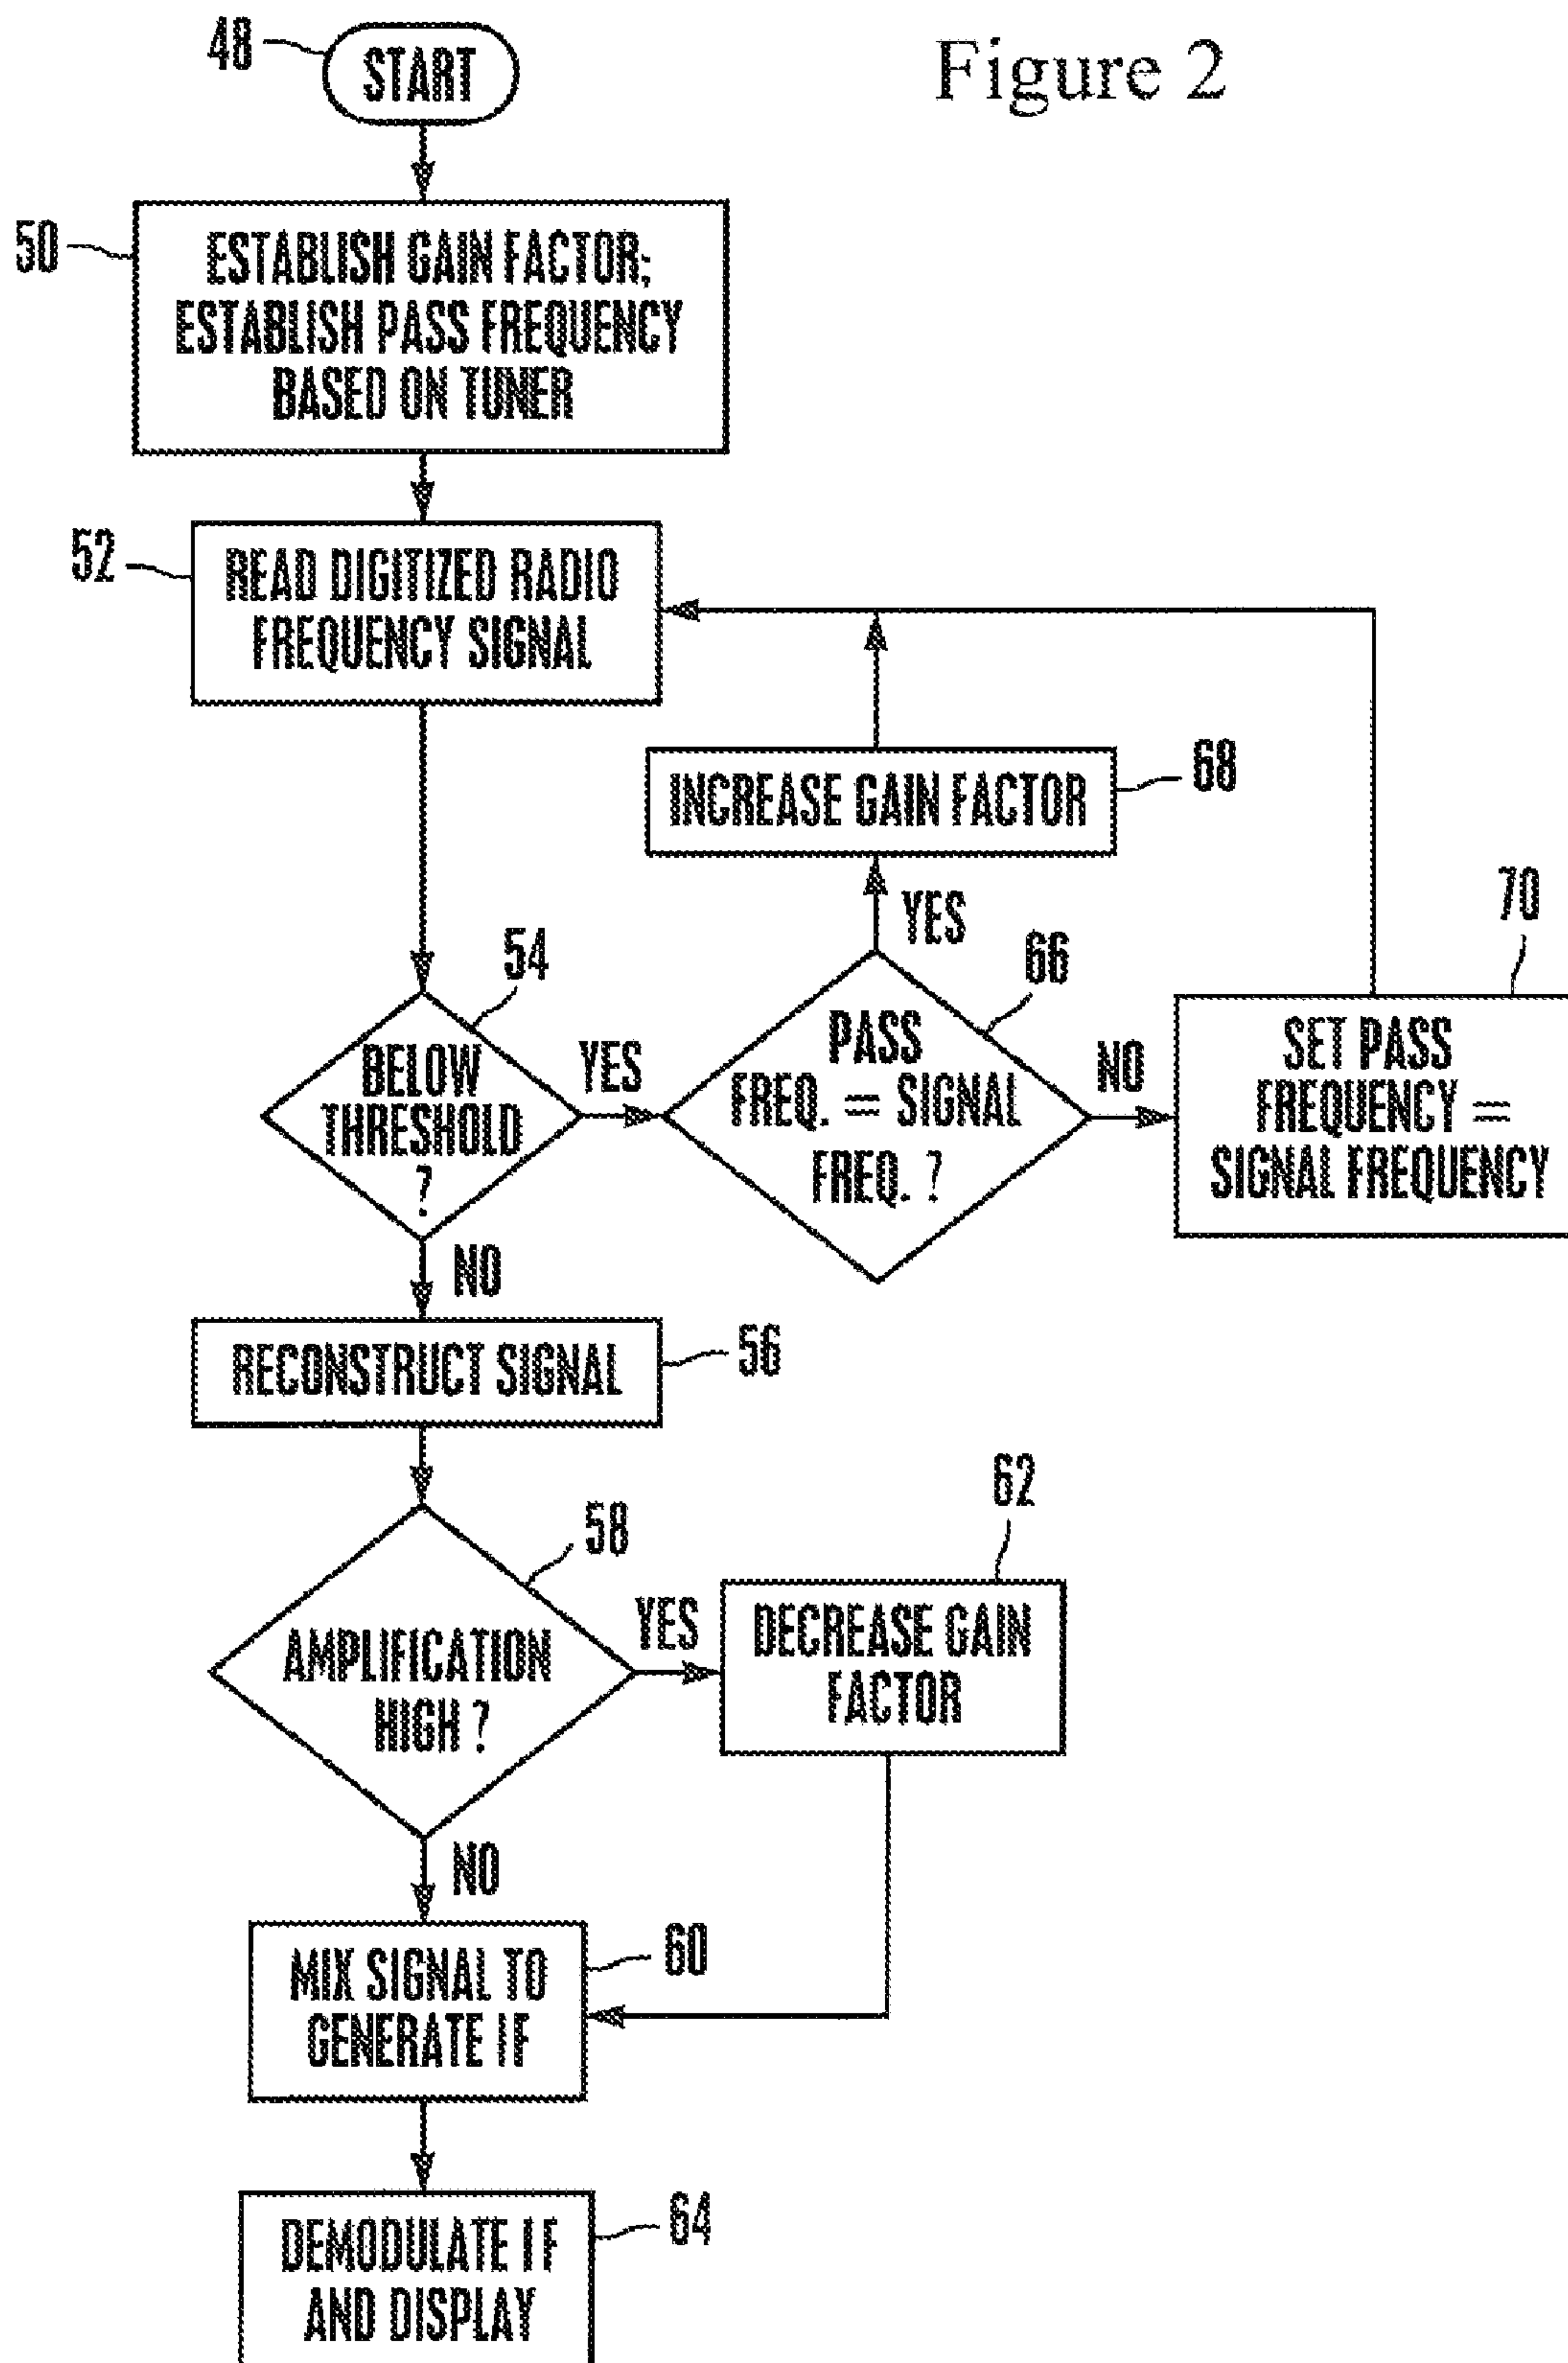 Figure 2
48
START
50
ESTABLISH GAIN FACTOR;
ESTABLISH PASS FREQUENCY
BASED ON TUNER
52
READ DIGITIZED RADIO
FREQUENCY SIGNAL
INCREASE GAIN FACTOR
68
YES
54
BELOW
THRESHOLD
?
YES
66
PASS
FREQ. = SIGNAL
FREQ. ?
NO
70
SET PASS
FREQUENCY =
SIGNAL FREQUENCY
NO
RECONSTRUCT SIGNAL
56
58
AMPLIFICATION
HIGH ?
YES
62
DECREASE GAIN
FACTOR
NO
MIX SIGNAL TO
GENERATE IF
60
DEMODULATE IF
AND DISPLAY
64